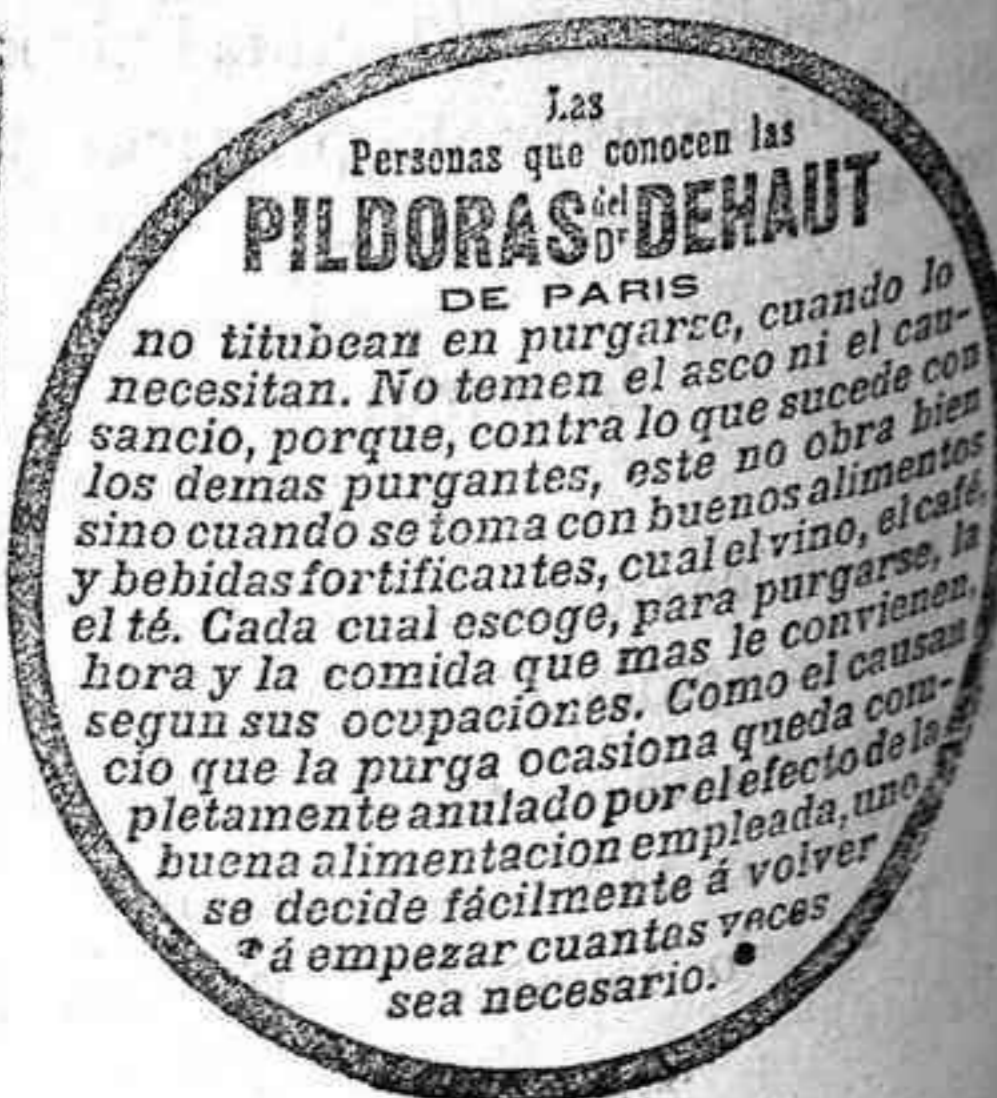 Las
Personas que conocen las
PILDORAS del Dr DEHAUT
DE PARIS
no titubean en purgarse, cuando lo
necesitan. No temen el asco ni el cau-
sancio, porque, contra lo que sucede con
los demas purgantes, este no obra bien
sino cuando se toma con buenos alimentos
y bebidas fortificantes, cual el vino, el café,
el té. Cada cual escoge, para purgarse, la
hora y la comida que mas le convienen,
segun sus ocupaciones. Como el causan
cio que la purga ocasiona queda com-
pletamente anulado por el efecto de la
buena alimentacion empleada, uno
se decide fácilmente á volver
á empezar cuantas veces
sea necesario.